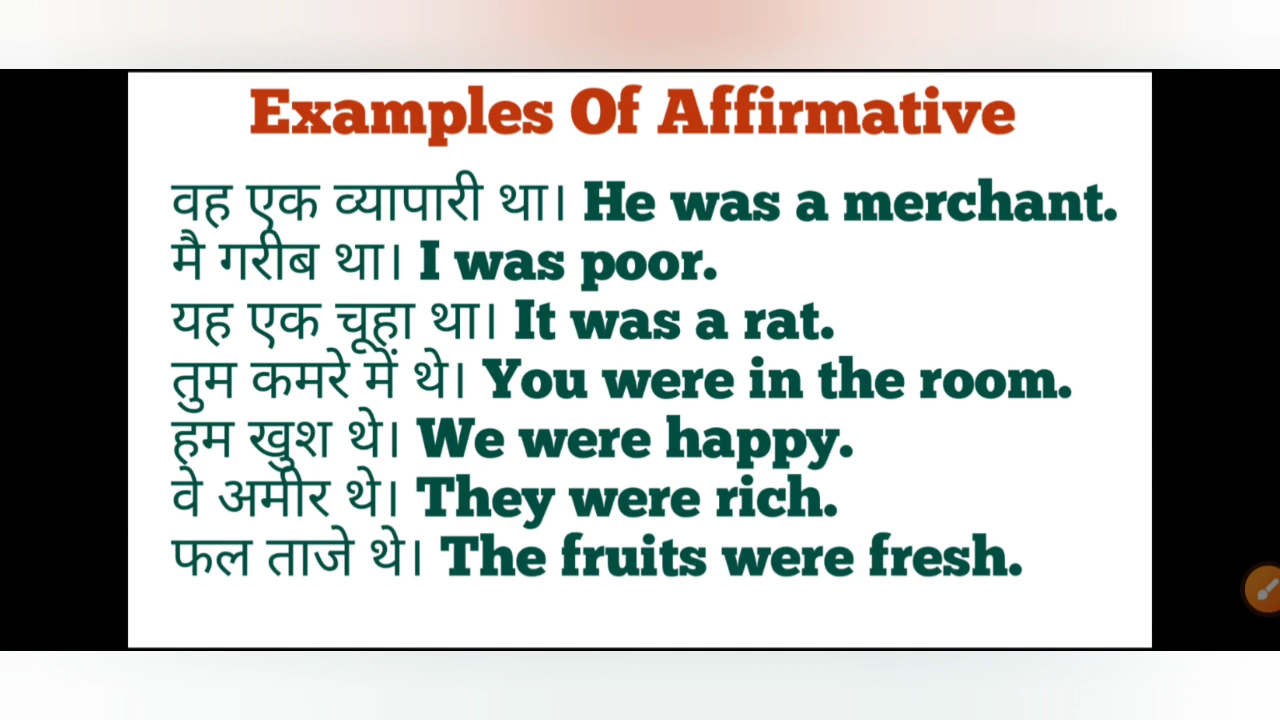 Examples Of Affirmative
वह एक व्यापारी था। He was a merchant.
मै गरीब था। I was poor.
यह एक चूहा था। It was a rat.
तुम कमरे में थे। You were in the room.
हम खुश थे। We were happy.
वे अमीर थे। They were rich.
फल ताजे थे। The fruits were fresh.